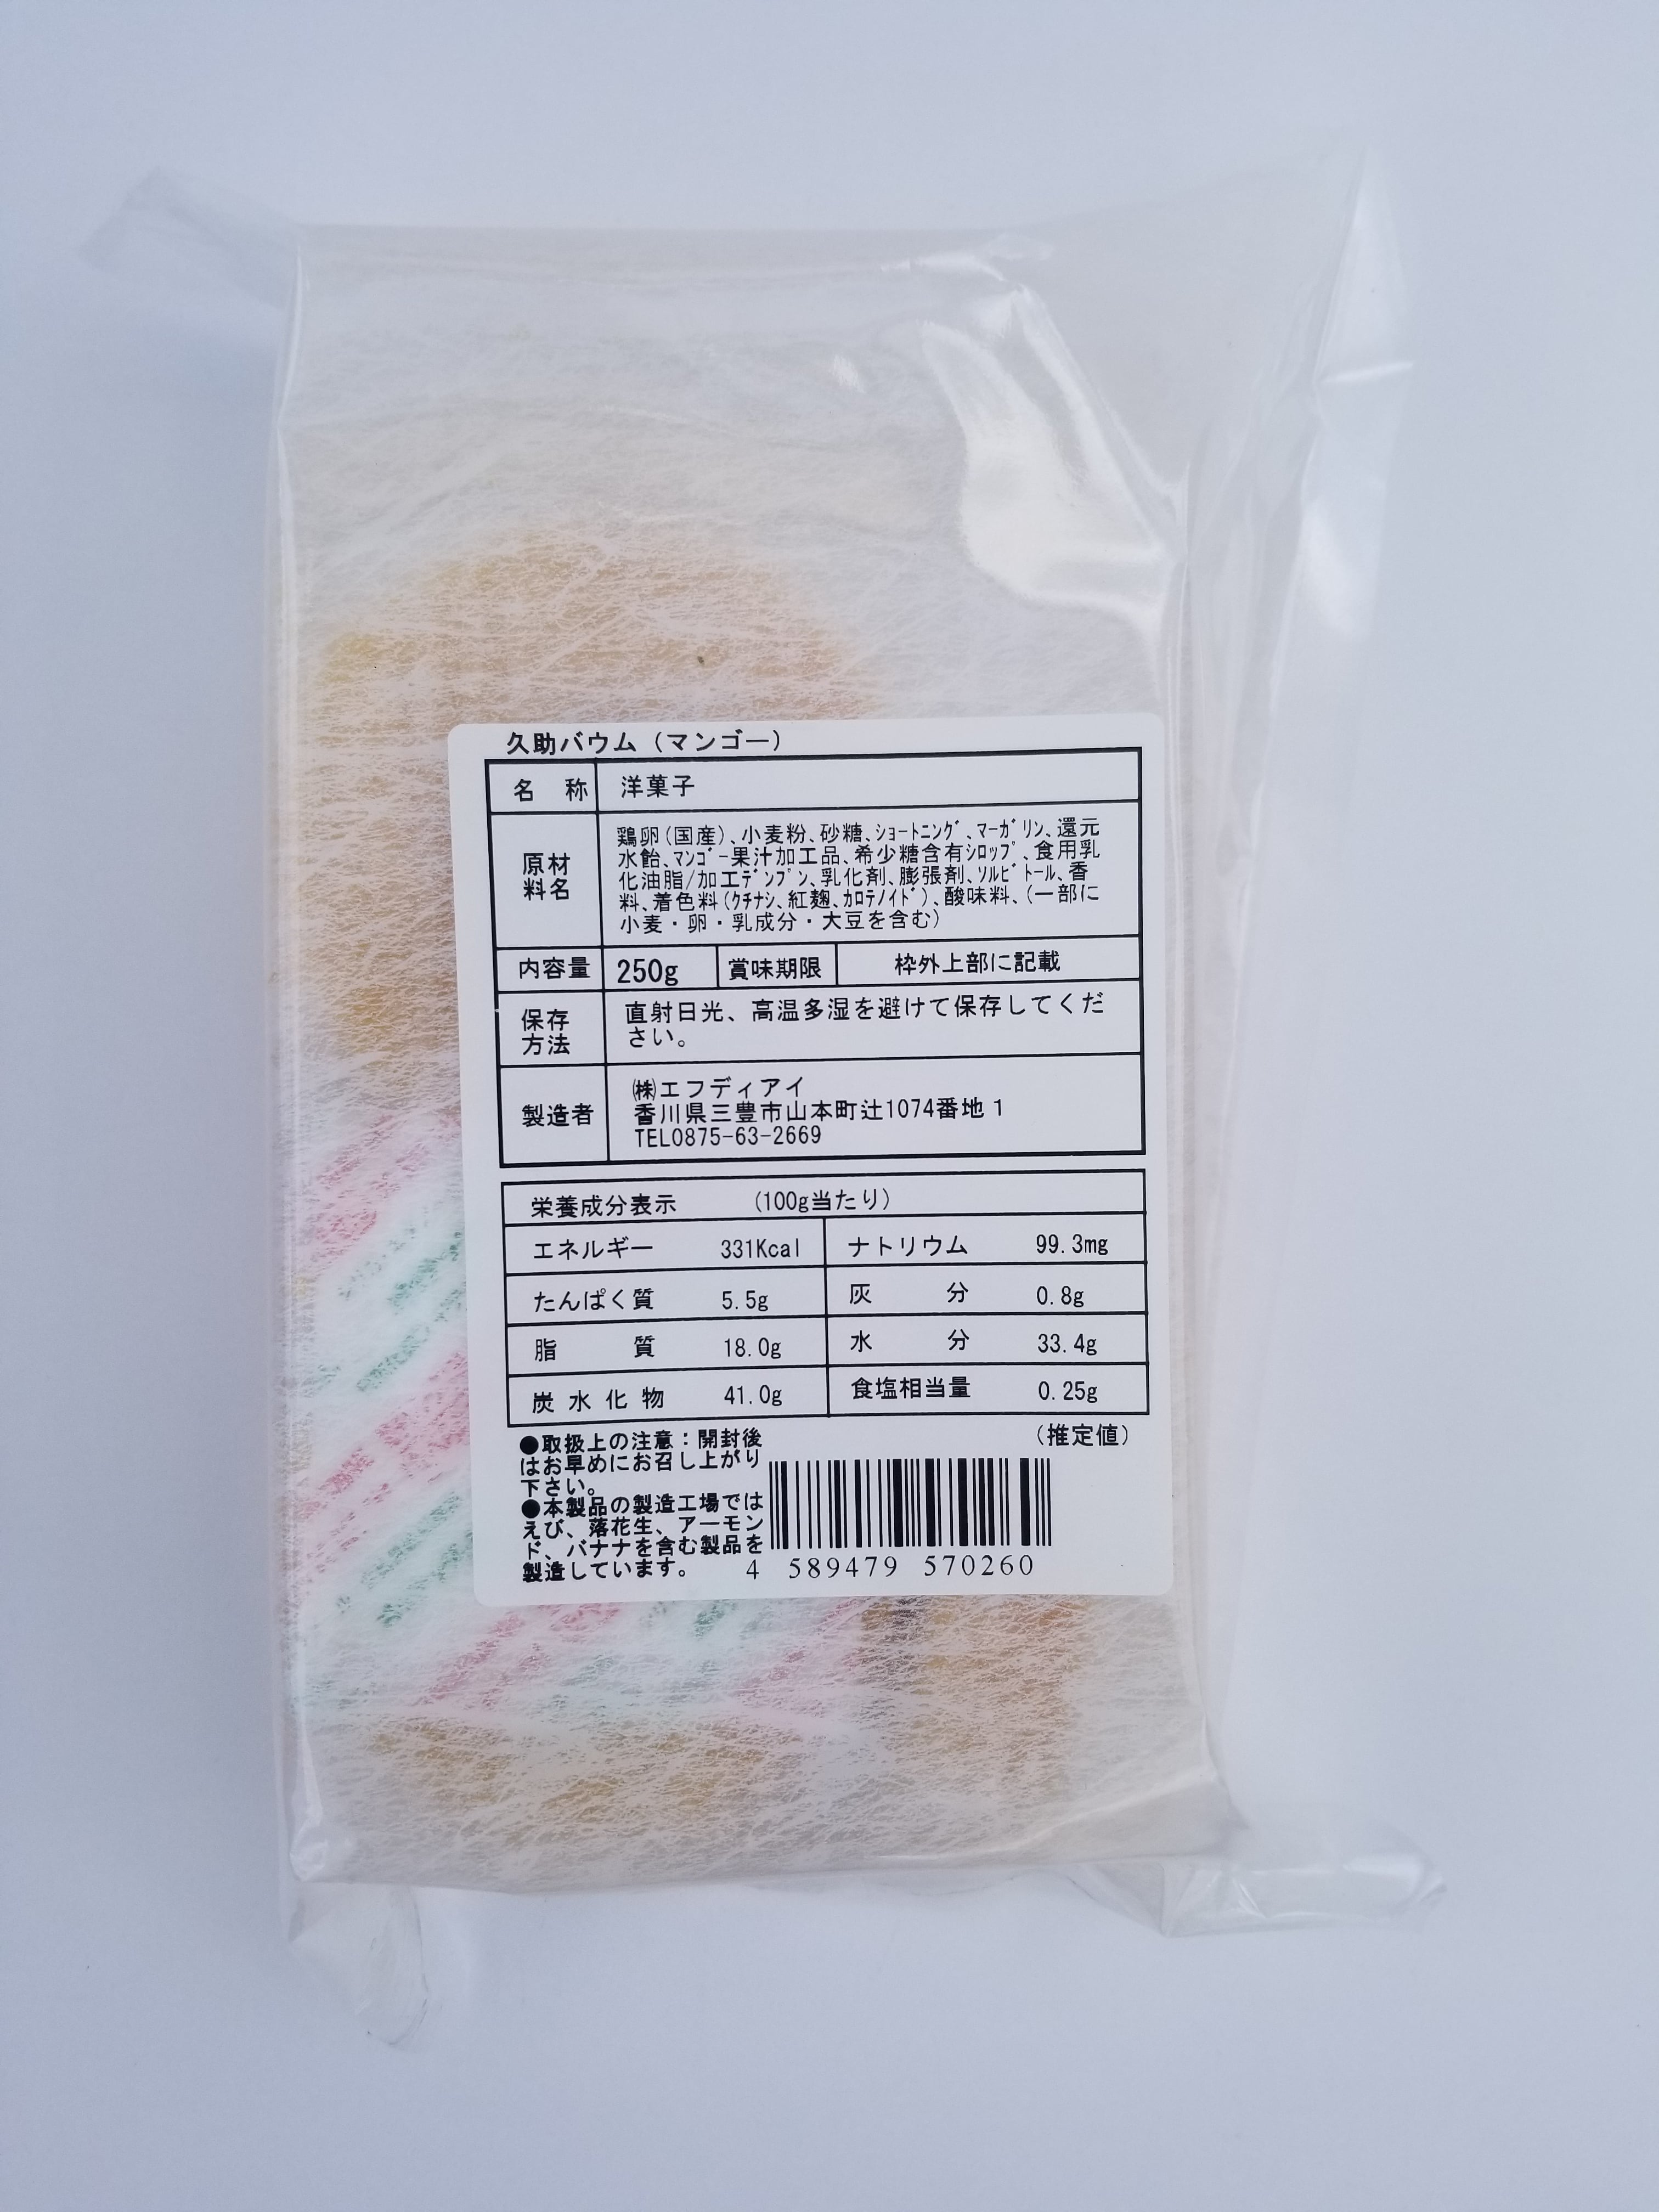 久助バウム（マンゴー）
名　称　洋菓子
原材料名
鶏卵(国産)､小麦粉､砂糖､ｼｮｰﾄﾆﾝｸﾞ､ﾏｰｶﾞﾘﾝ､還元
水飴､ﾏﾝｺﾞｰ果汁加工品､希少糖含有ｼﾛｯﾌﾟ､食用乳
化油脂/加工ﾃﾞﾝﾌﾟﾝ､乳化剤､膨張剤､ｿﾙﾋﾞﾄｰﾙ､香
料､着色料(ｸﾁﾅｼ､紅麹､ｶﾛﾃﾉｲﾄﾞ)､酸味料､(一部に
小麦・卵・乳成分・大豆を含む)
内容量　250g　賞味期限　枠外上部に記載
保存方法
直射日光、高温多湿を避けて保存してくだ
さい。
製造者
㈱エフディアイ
香川県三豊市山本町辻1074番地１
TEL0875-63-2669
栄養成分表示　（100g当たり）
エネルギー　331Kcal　ナトリウム　99.3mg
たんぱく質　5.5g　灰　分　0.8g
脂　質　18.0g　水　分　33.4g
炭水化物　41.0g　食塩相当量　0.25g
（推定値）
●取扱上の注意：開封後
はお早めにお召し上がり
下さい。
●本製品の製造工場では
えび、落花生、アーモン
ド、バナナを含む製品を
製造しています。
4 589479 570260